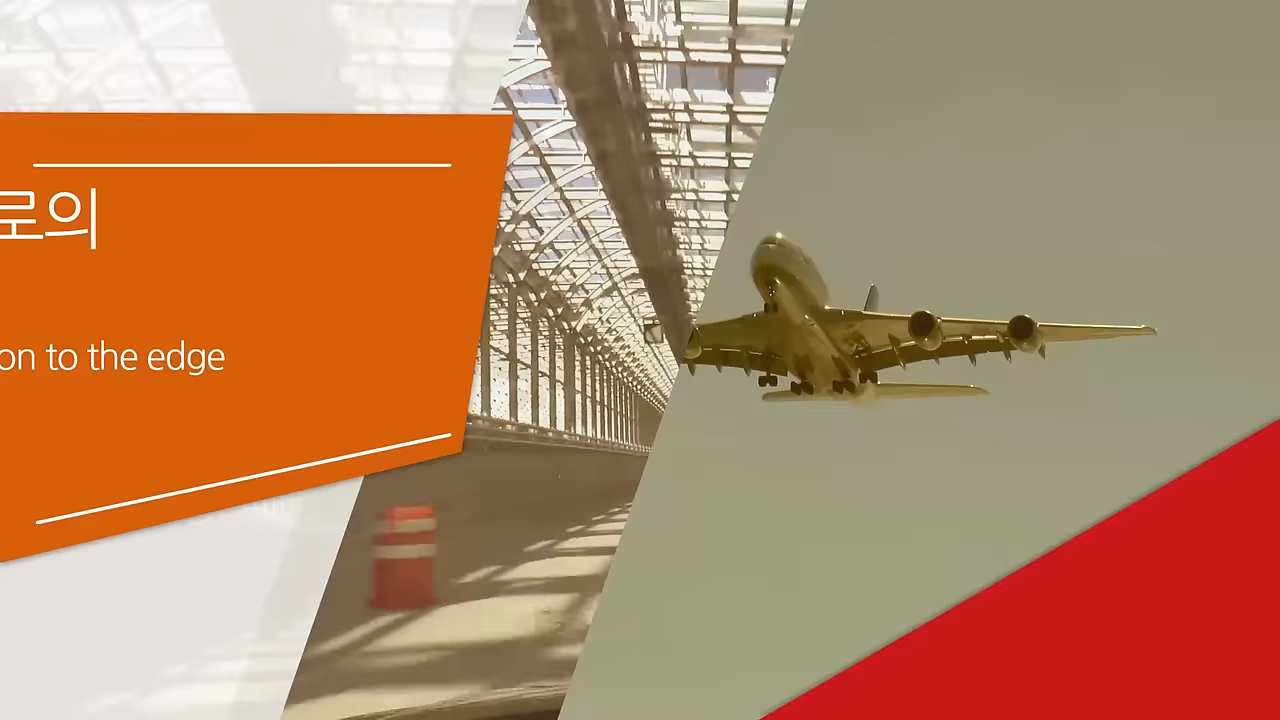 로의
on to the edge